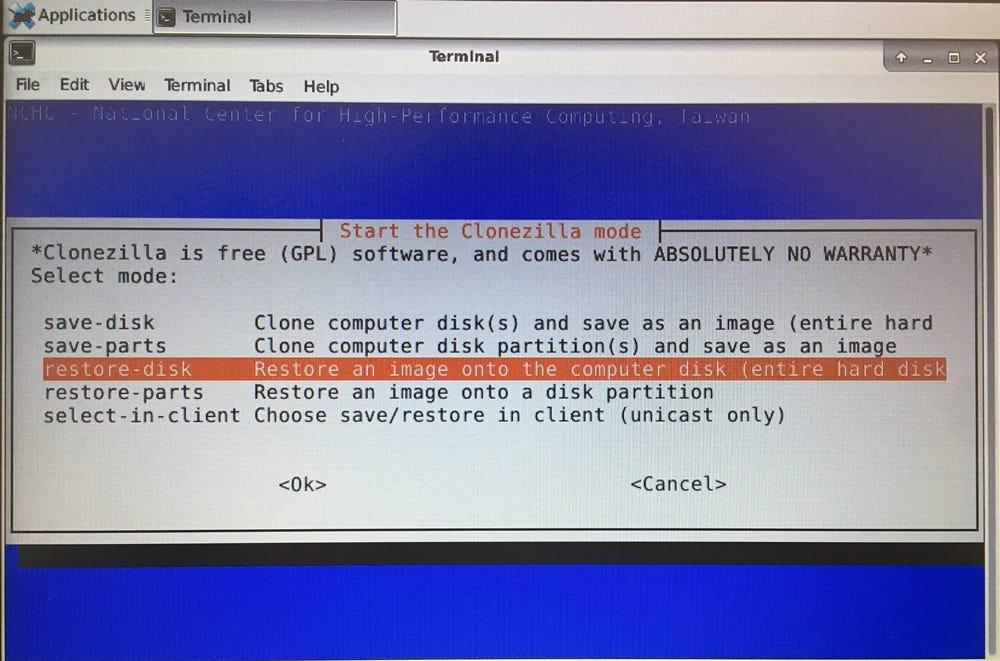 Applications Terminal
Terminal
File Edit View Terminal Tabs Help
NCHC - National Center for High-Performance Computing, Taiwan
Start the Clonezilla mode
*Clonezilla is free (GPL) software, and comes with ABSOLUTELY NO WARRANTY*
Select mode:
save-disk Clone computer disk(s) and save as an image (entire hard
save-parts Clone computer disk partition(s) and save as an image
restore-disk Restore an image onto the computer disk (entire hard disk
restore-parts Restore an image onto a disk partition
select-in-client Choose save/restore in client (unicast only)
<Ok> <Cancel>